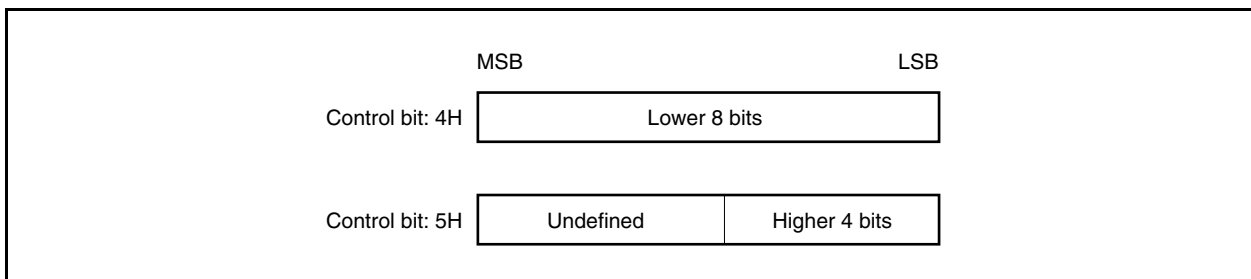 MSB LSB
Control bit: 4H Lower 8 bits
Control bit: 5H Undefined Higher 4 bits